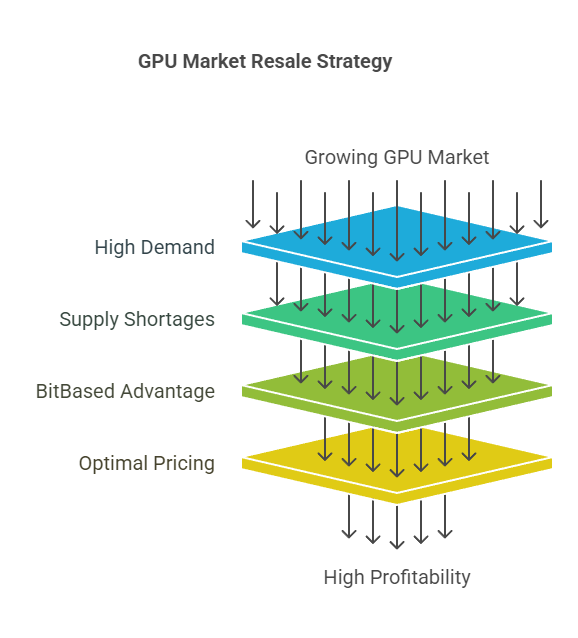 GPU Market Resale Strategy
Growing GPU Market
High Demand
Supply Shortages
BitBased Advantage
Optimal Pricing
High Profitability